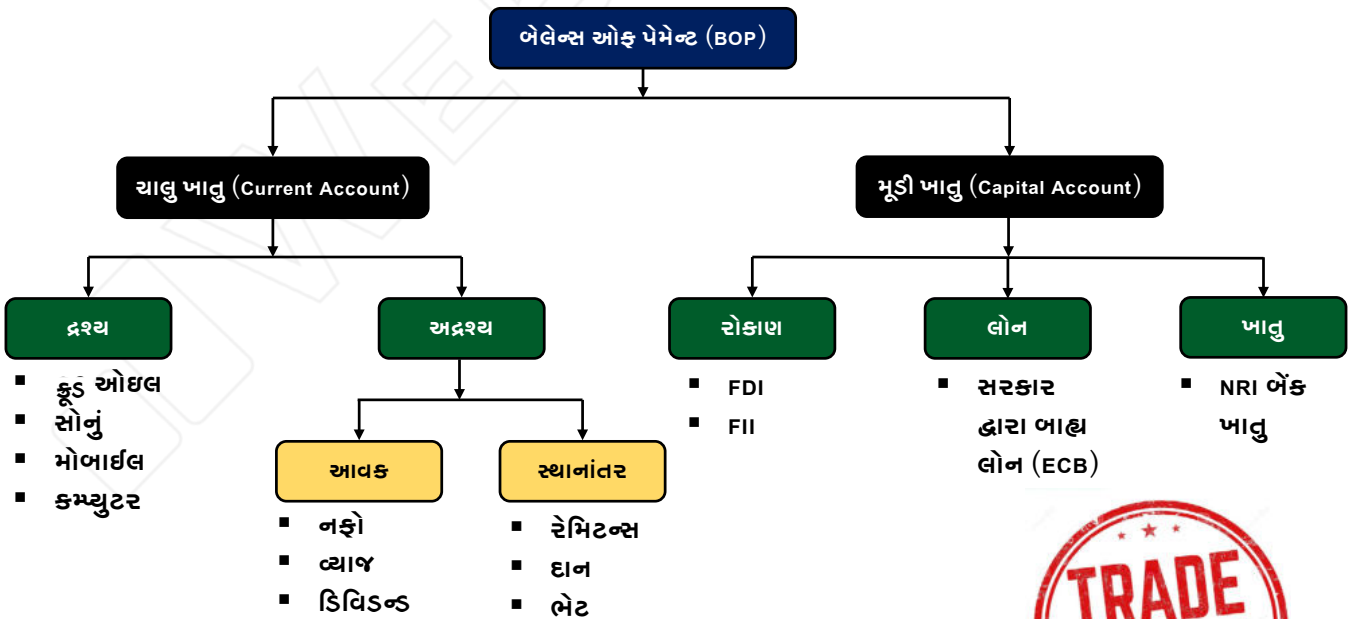 બેલેન્સ ઓફ પેમેન્ટ (BOP)
ચાલુ ખાતુ (Current Account)
મૂડી ખાતુ (Capital Account)
દ્રશ્ય
અદ્રશ્ય
રોકાણ
લોન
ખાતુ
▪ ક્રૂડ ઓઇલ
▪ સોનું
▪ મોબાઈલ
▪ કમ્પ્યુટર
આવક
સ્થાનાંતર
▪ નફો
▪ વ્યાજ
▪ ડિવિડન્ડ
▪ રેમિટન્સ
▪ દાન
▪ ભેટ
▪ FDI
▪ FII
▪ સરકાર
દ્વારા બાહ્ય
લોન (ECB)
▪ NRI બેંક
ખાતુ
TRADE